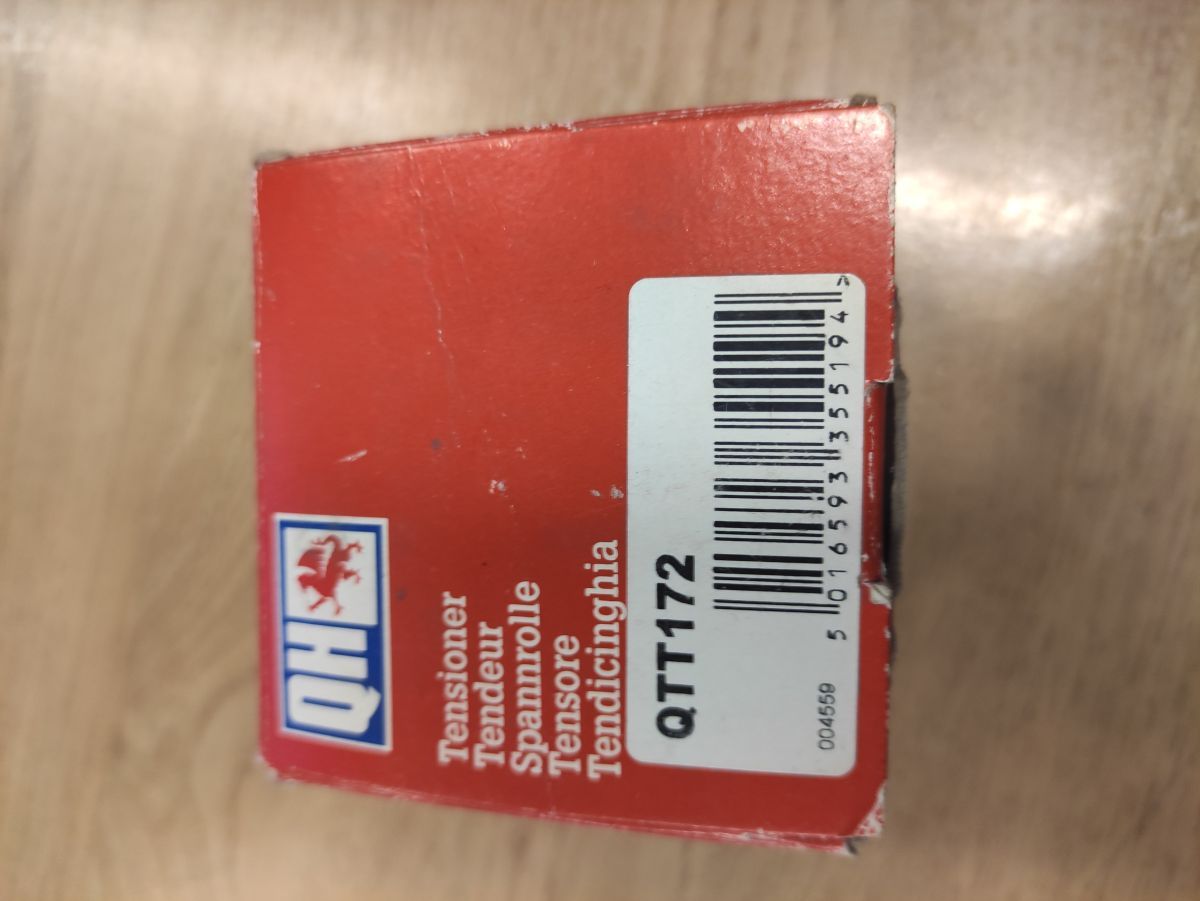 QH
Tensioner
Tendeur
Spannrolle
Tensore
Tendicinghia
QTT172
5 016593 355194 >
004559